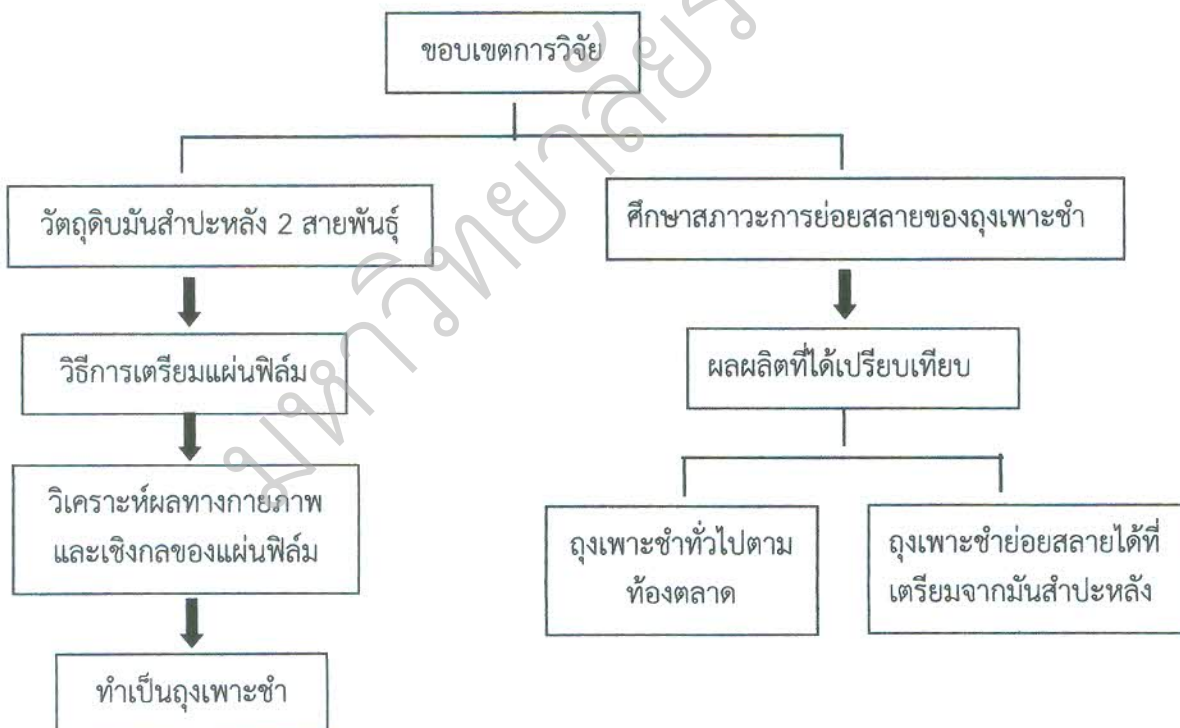 ขอบเขตการวิจัย
วัตถุดิบมันสำปะหลัง 2 สายพันธุ์
วิธีการเตรียมแผ่นฟิล์ม
วิเคราะห์ผลทางกายภาพ
และเชิงกลของแผ่นฟิล์ม
ทำเป็นถุงเพาะชำ
ศึกษาสภาวะการย่อยสลายของถุงเพาะชำ
ผลผลิตที่ได้เปรียบเทียบ
ถุงเพาะชำทั่วไปตาม
ท้องตลาด
ถุงเพาะชำย่อยสลายได้ที่
เตรียมจากมันสำปะหลัง
มหาวิทยาลัยร